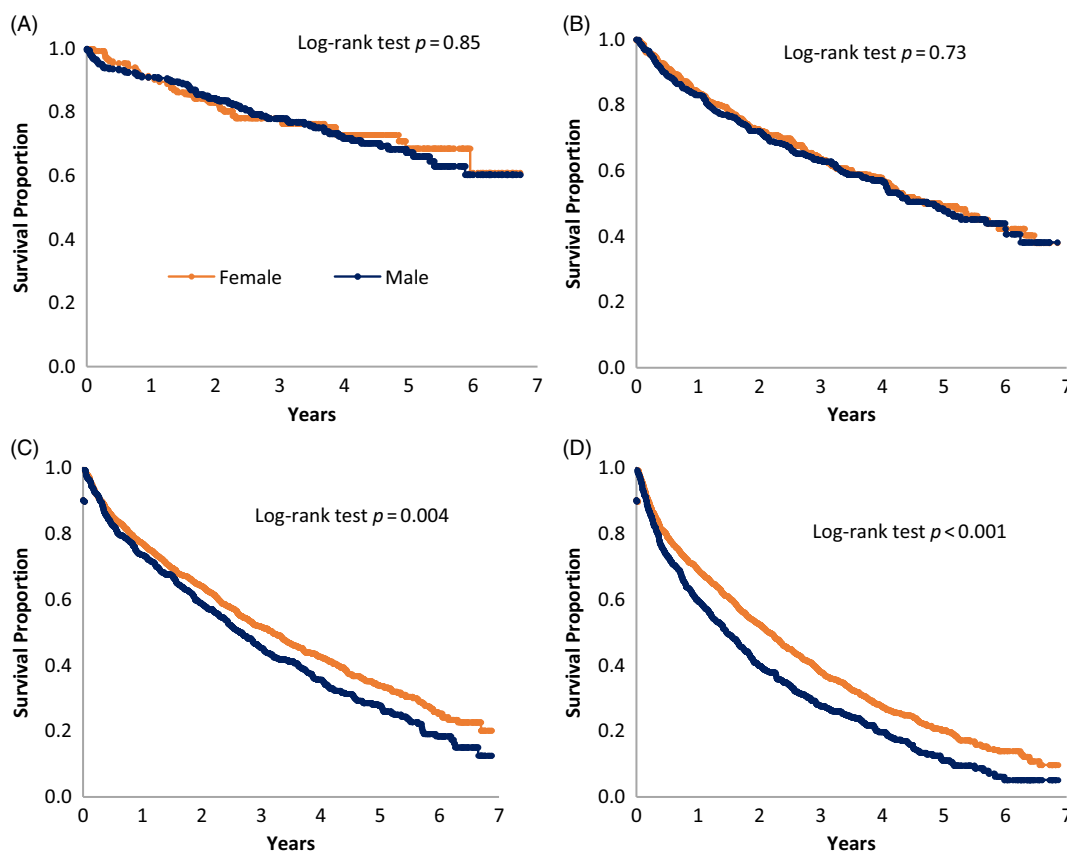 (A)
Log-rank test p = 0.85
1.0
0.8
0.6
0.4
0.2
0.0
Survival Proportion
Female
Male
0 1 2 3 4 5 6 7
Years
(B)
Log-rank test p = 0.73
1.0
0.8
0.6
0.4
0.2
0.0
Survival Proportion
0 1 2 3 4 5 6 7
Years
(C)
Log-rank test p = 0.004
1.0
0.8
0.6
0.4
0.2
0.0
Survival Proportion
0 1 2 3 4 5 6 7
Years
(D)
Log-rank test p < 0.001
1.0
0.8
0.6
0.4
0.2
0.0
Survival Proportion
0 1 2 3 4 5 6 7
Years